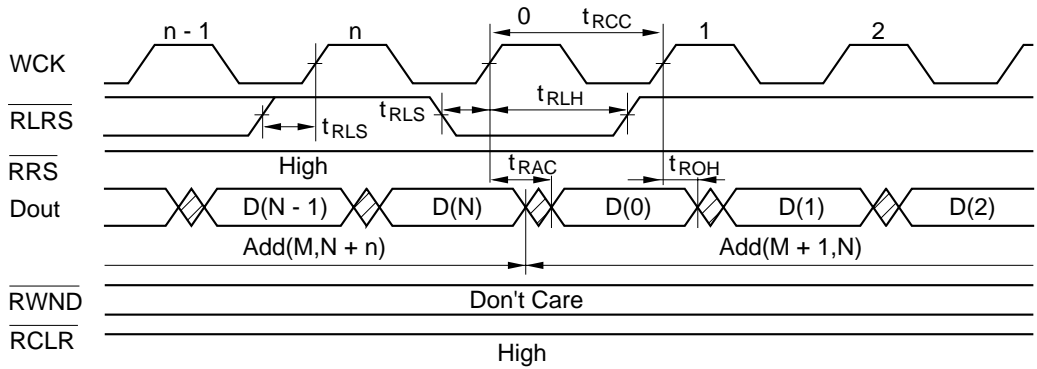 n - 1 n 0 tRCC 1 2
WCK
RLRS tRLS tRLS tRLH
RRS High tRAC tROH
Dout D(N - 1) D(N) D(0) D(1) D(2)
Add(M,N + n) Add(M + 1,N)
RWND Don't Care
RCLR High